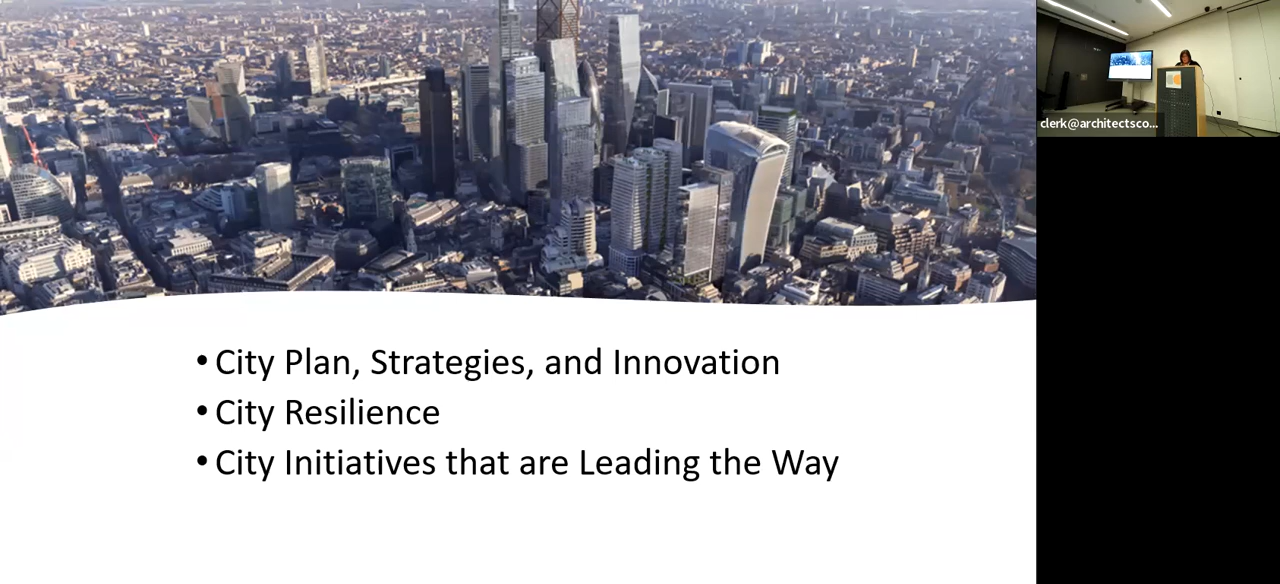 • City Plan, Strategies, and Innovation
• City Resilience
• City Initiatives that are Leading the Way
clerk@architectsco...